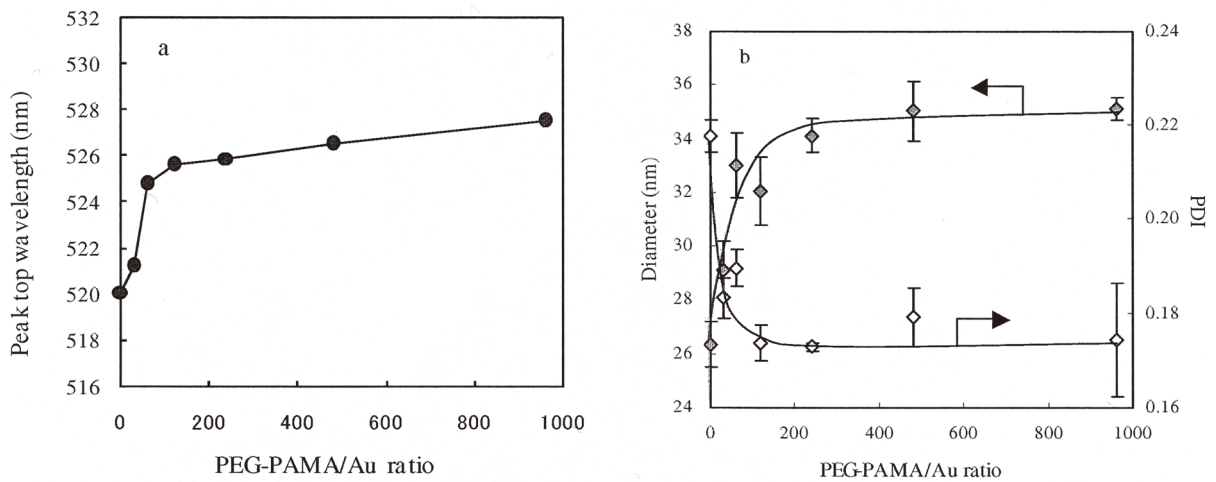 a
Peak top wavelength (nm)
532
530
528
526
524
522
520
518
516
0 200 400 600 800 1000
PEG-PAMA/Au ratio
b
Diameter (nm)
38
36
34
32
30
28
26
24
0.24
0.22
0.20
0.18
0.16
PDI
0 200 400 600 800 1000
PEG-PAMA/Au ratio